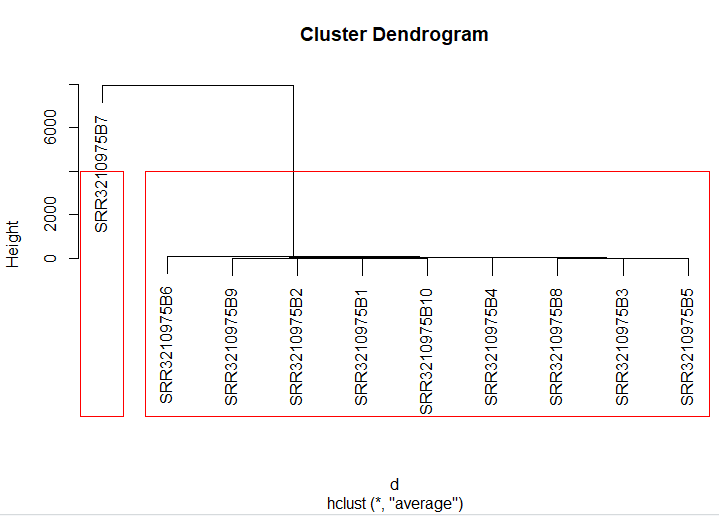 Cluster Dendrogram
Height
6000
2000
0
SRR3210975B7
SRR3210975B6
SRR3210975B9
SRR3210975B2
SRR3210975B1
SRR3210975B10
SRR3210975B4
SRR3210975B8
SRR3210975B3
SRR3210975B5
d
hclust (*, "average")